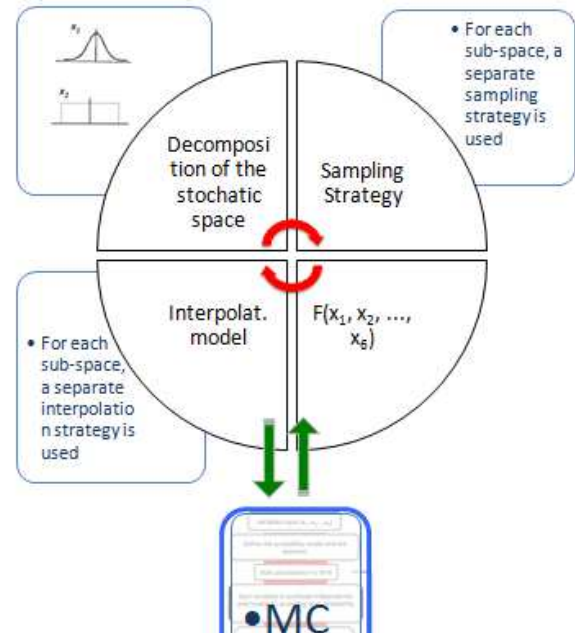 x₁
x₂
• For each
sub-space, a
separate
sampling
strategy is
used
Decomposi
tion of the
stochatic
space
Sampling
Strategy
Interpolat.
model
F(x₁, x₂, …,
x₆)
• For each
sub-space,
a separate
interpolatio
n strategy is
used
•MC